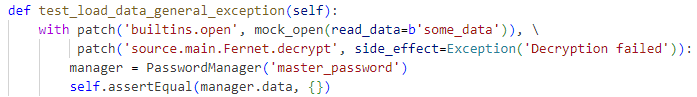 def test_load_data_general_exception(self):
    with patch('builtins.open', mock_open(read_data=b'some_data')), \
         patch('source.main.Fernet.decrypt', side_effect=Exception('Decryption failed')):
        manager = PasswordManager('master_password')
        self.assertEqual(manager.data, {})